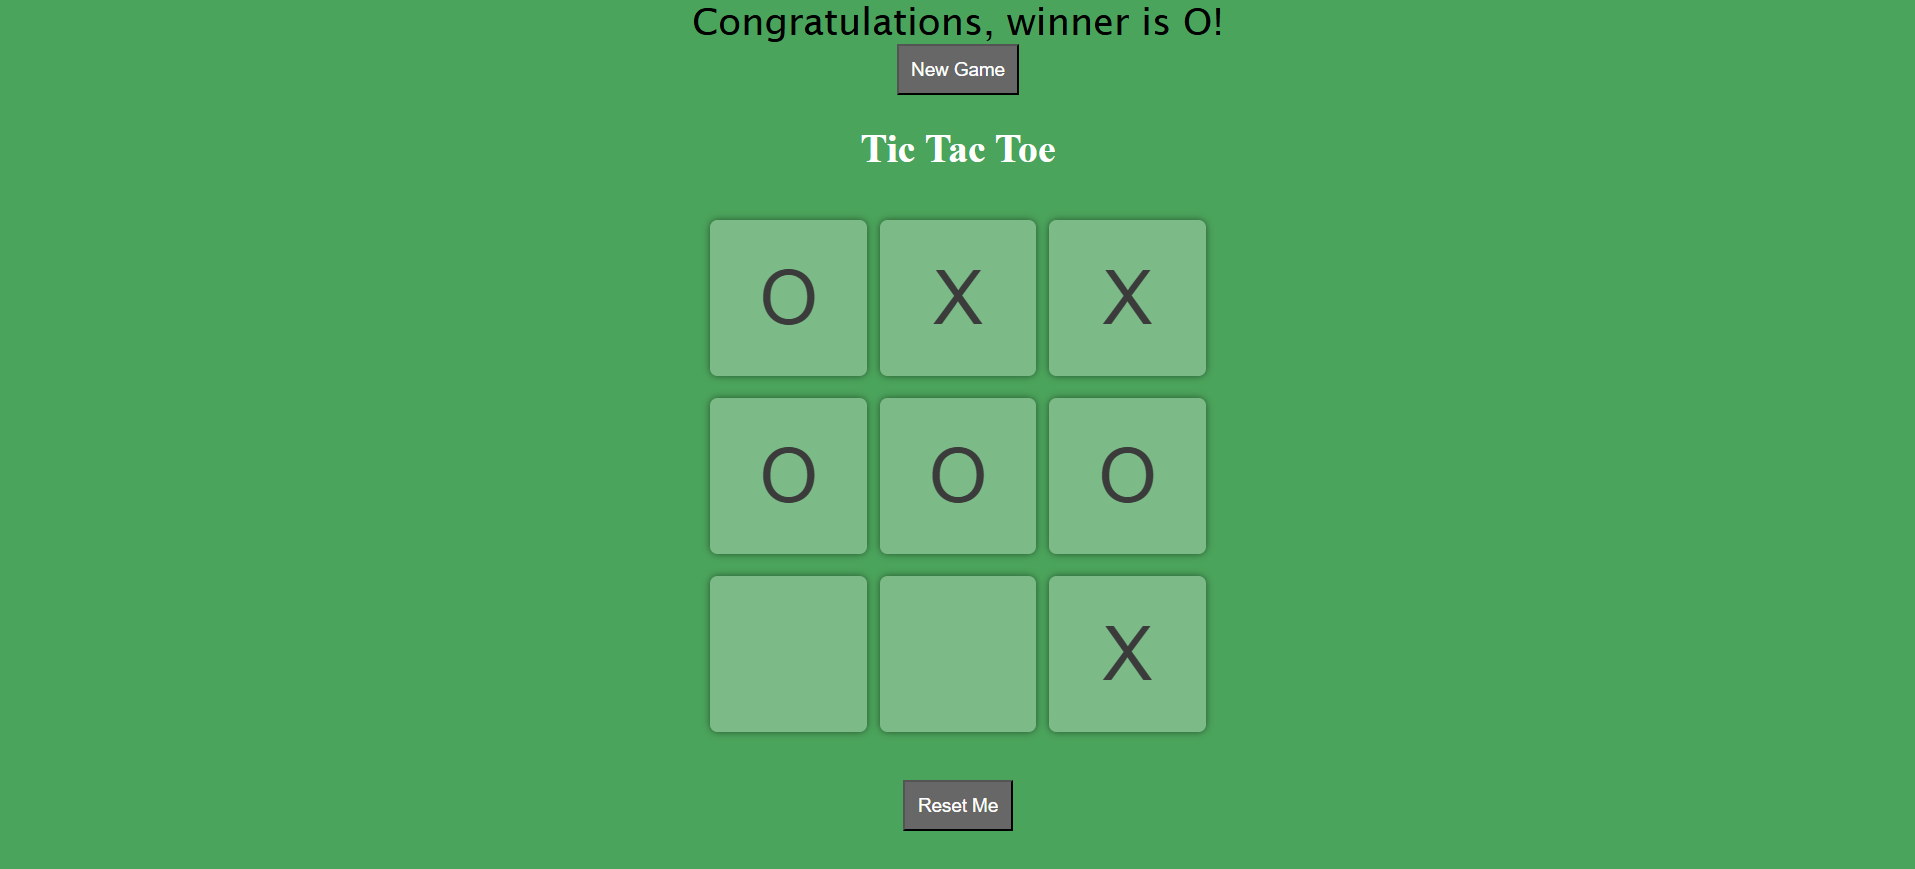 Congratulations, winner is O!
New Game
Tic Tac Toe
O X X
O O O
X
Reset Me